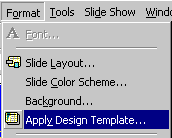 Format Tools Slide Show Windo
Font...
Slide Layout...
Slide Color Scheme...
Background...
Apply Design Template...